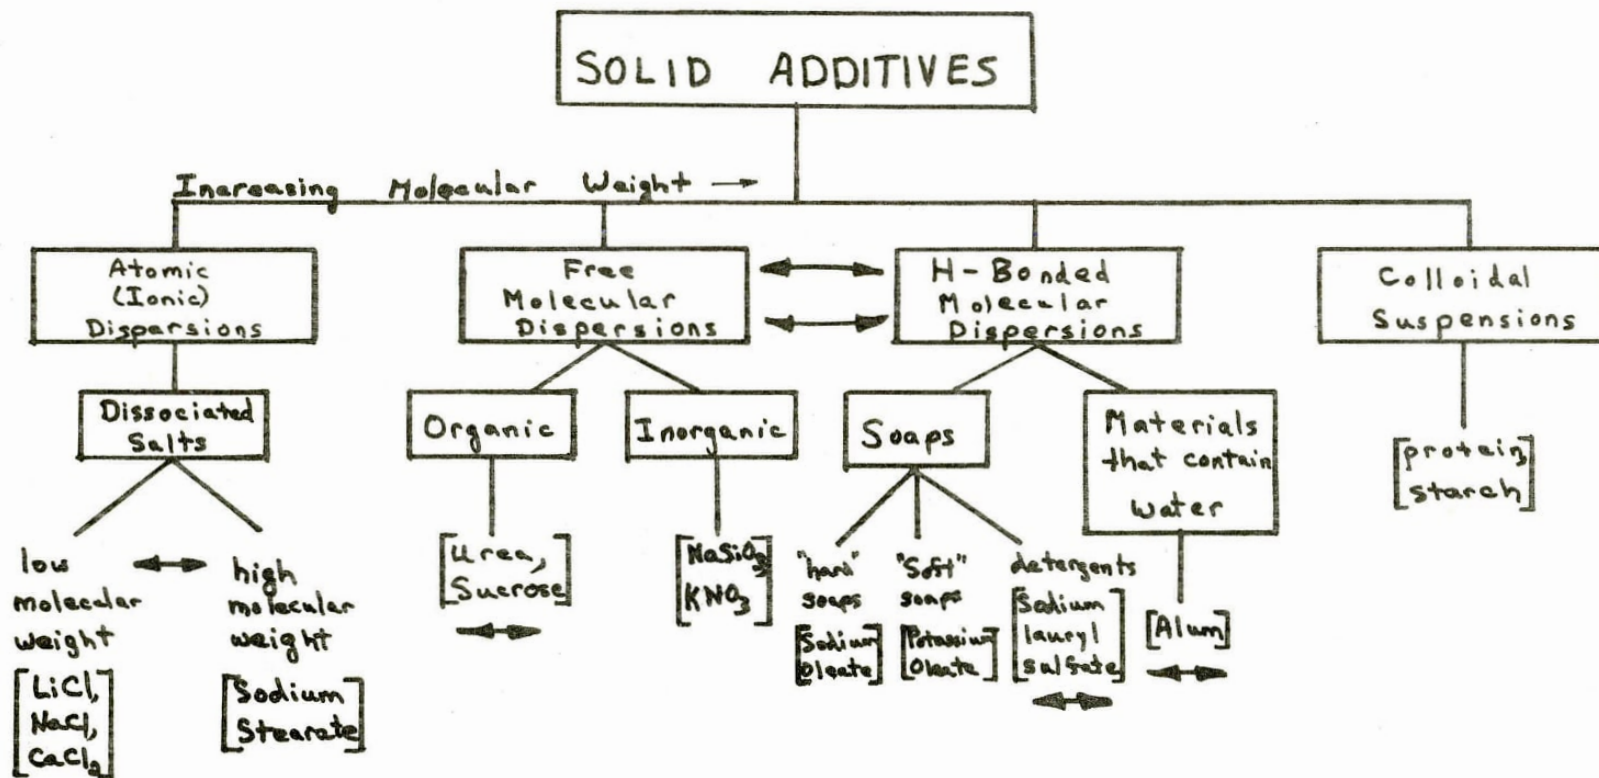 SOLID ADDITIVES
Increasing Molecular Weight →
Atomic
(Ionic)
Dispersions
Free
Molecular
Dispersions
H-Bonded
Molecular
Dispersions
Colloidal
Suspensions
Dissociated
Salts
Organic
Inorganic
Soaps
Materials
that contain
water
[protein,
starch]
low
molecular
weight
[LiCl,
NaCl,
CaCl₂]
high
molecular
weight
[Sodium
Stearate]
[Urea,
Sucrose]
[NaSiO₃,
KNO₃]
"hard"
soaps
[Sodium
Oleate]
"Soft"
soaps
[Potassium
Oleate]
detergents
[Sodium
lauryl
sulfate]
[Alum]